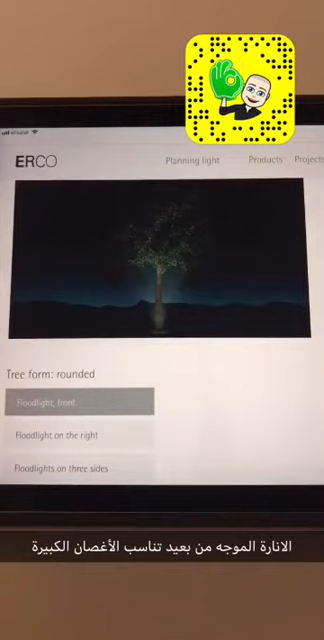 ERCO
Planning light Products Projects
Tree form: rounded
Floodlight, front
Floodlight on the right
Floodlights on three sides
الانارة الموجه من بعيد تناسب الأغصان الكبيرة